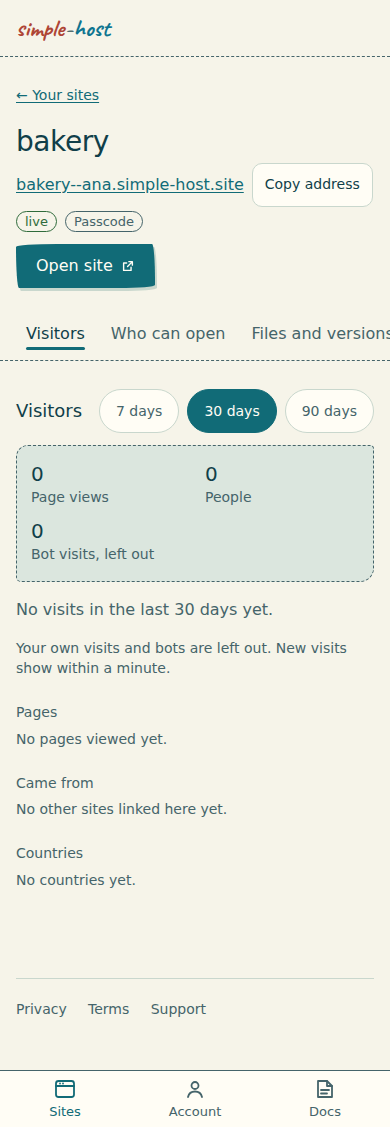 simple-host
← Your sites
bakery
bakery--ana.simple-host.site Copy address
live Passcode
Open site
Visitors Who can open Files and versions
Visitors 7 days 30 days 90 days
0 0
Page views People
0
Bot visits, left out
No visits in the last 30 days yet.
Your own visits and bots are left out. New visits
show within a minute.
Pages
No pages viewed yet.
Came from
No other sites linked here yet.
Countries
No countries yet.
Privacy Terms Support
Sites Account Docs